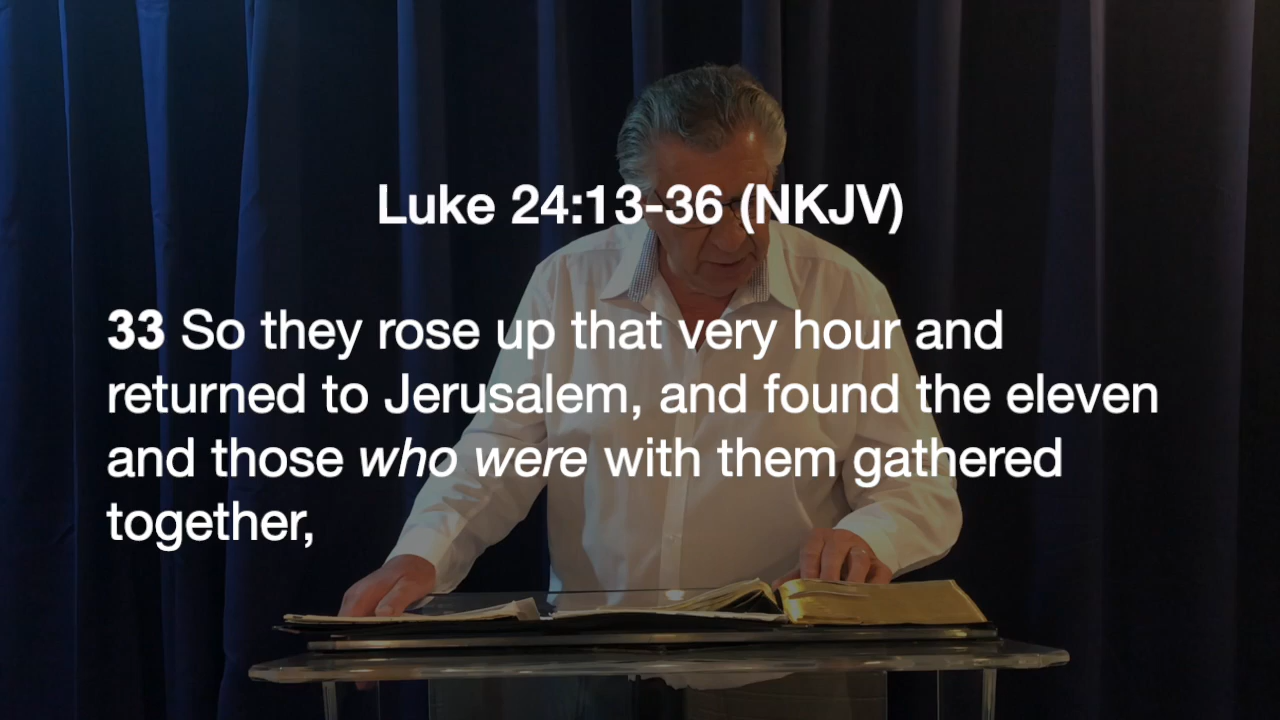 Luke 24:13-36 (NKJV)
33 So they rose up that very hour and
returned to Jerusalem, and found the eleven
and those who were with them gathered
together,